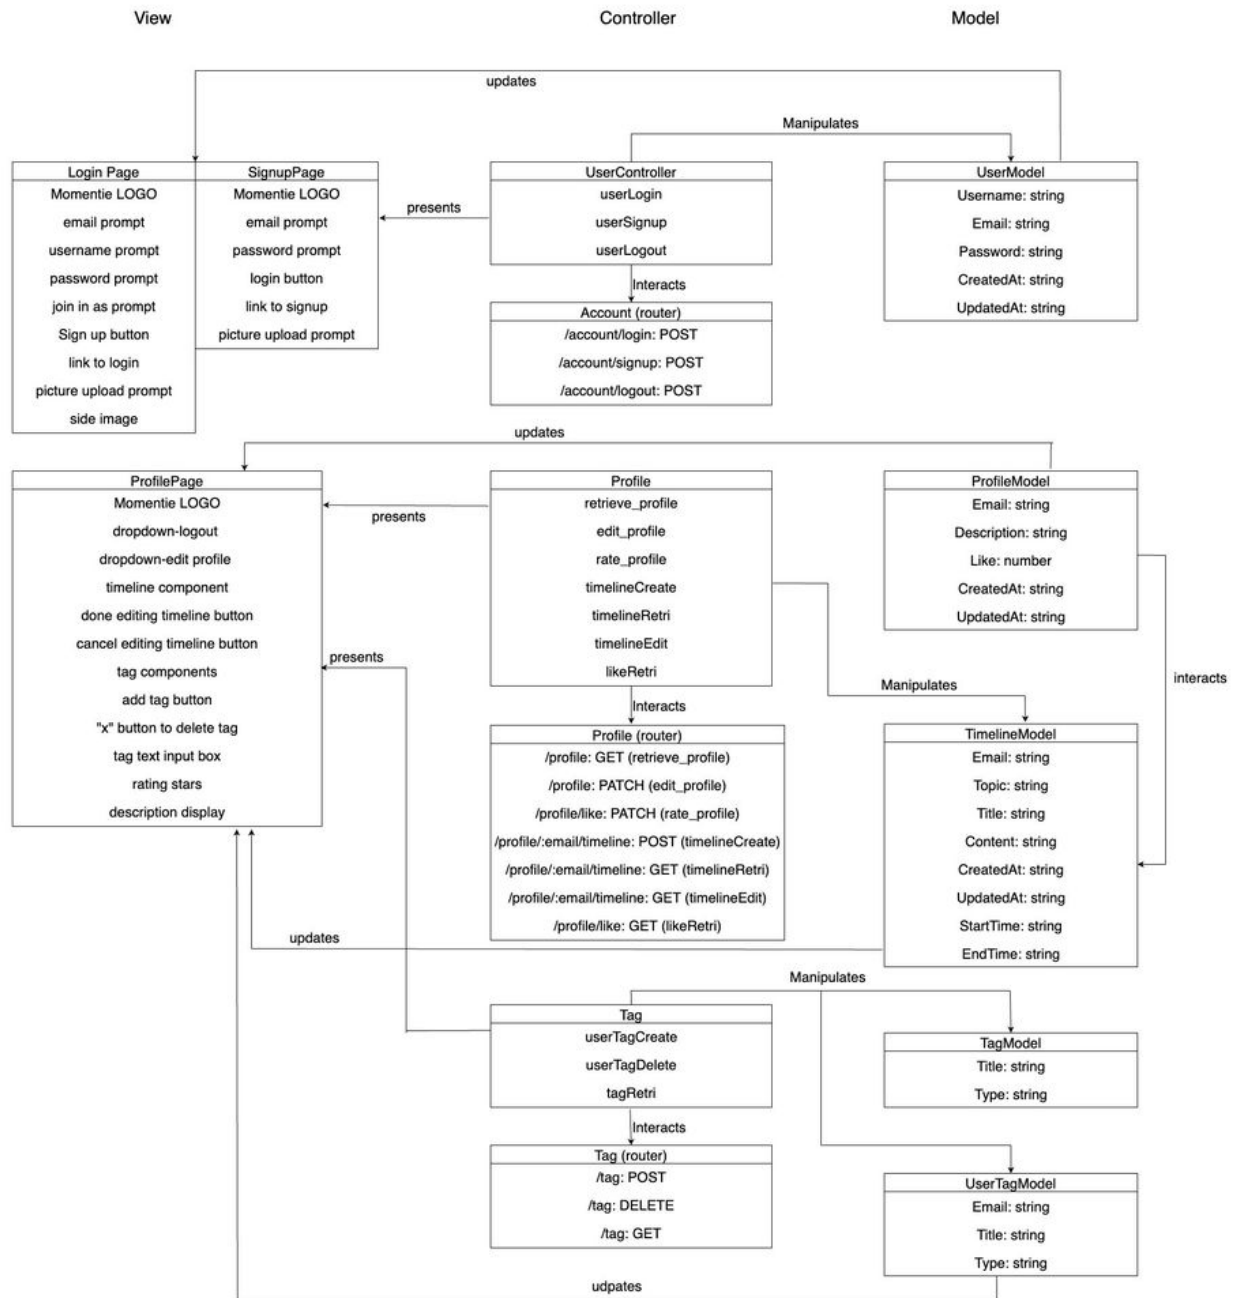 View
Controller
Model
updates
Manipulates
Login Page
Momentie LOGO
email prompt
username prompt
password prompt
join in as prompt
Sign up button
link to login
picture upload prompt
side image
SignupPage
Momentie LOGO
email prompt
password prompt
login button
link to signup
picture upload prompt
presents
UserController
userLogin
userSignup
userLogout
Interacts
Account (router)
/account/login: POST
/account/signup: POST
/account/logout: POST
UserModel
Username: string
Email: string
Password: string
CreatedAt: string
UpdatedAt: string
updates
ProfilePage
Momentie LOGO
dropdown-logout
dropdown-edit profile
timeline component
done editing timeline button
cancel editing timeline button
tag components
add tag button
"x" button to delete tag
tag text input box
rating stars
description display
presents
presents
Profile
retrieve_profile
edit_profile
rate_profile
timelineCreate
timelineRetri
timelineEdit
likeRetri
Interacts
Profile (router)
/profile: GET (retrieve_profile)
/profile: PATCH (edit_profile)
/profile/like: PATCH (rate_profile)
/profile/:email/timeline: POST (timelineCreate)
/profile/:email/timeline: GET (timelineRetri)
/profile/:email/timeline: GET (timelineEdit)
/profile/like: GET (likeRetri)
ProfileModel
Email: string
Description: string
Like: number
CreatedAt: string
UpdatedAt: string
interacts
Manipulates
TimelineModel
Email: string
Topic: string
Title: string
Content: string
CreatedAt: string
UpdatedAt: string
StartTime: string
EndTime: string
updates
Manipulates
Tag
userTagCreate
userTagDelete
tagRetri
Interacts
Tag (router)
/tag: POST
/tag: DELETE
/tag: GET
TagModel
Title: string
Type: string
UserTagModel
Email: string
Title: string
Type: string
udpates